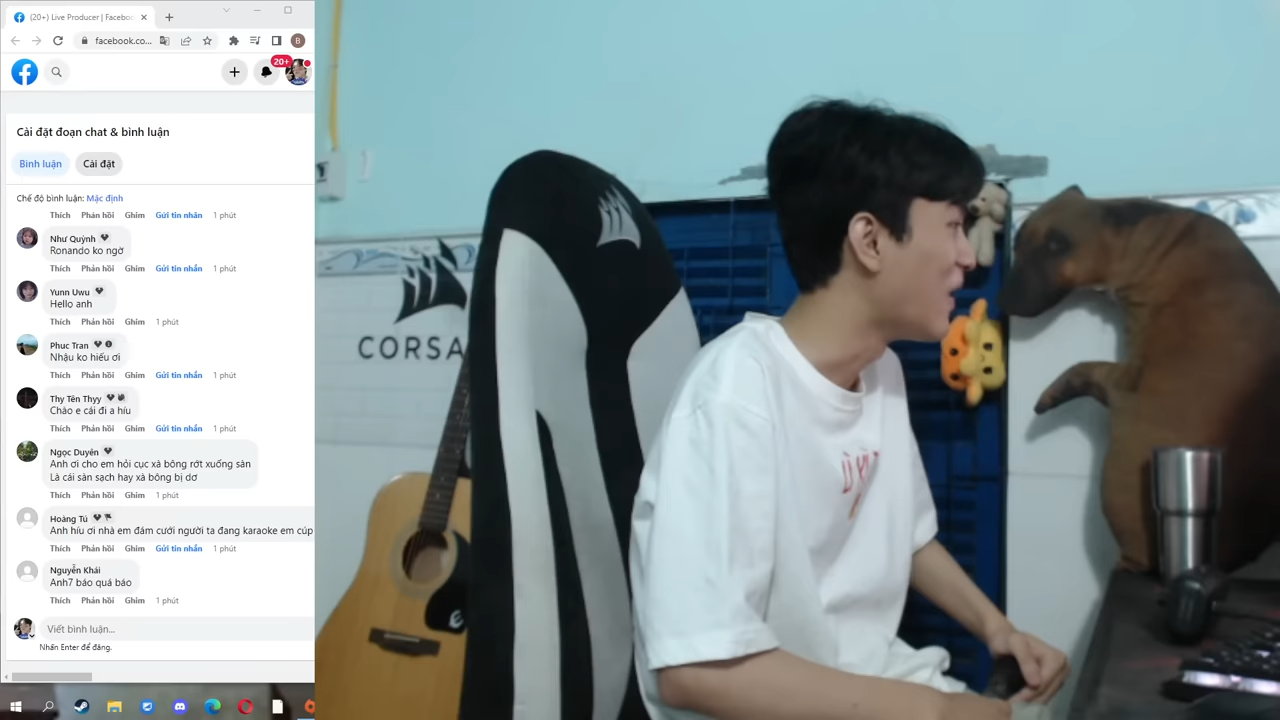 (20+) Live Producer | Faceboo
facebook.co...
20+
B
Cài đặt đoạn chat & bình luận
Bình luận
Cài đặt
Chế độ bình luận: Mặc định
Thích Phản hồi Ghim Gửi tin nhắn 1 phút
Như Quỳnh
Ronando ko ngờ
Thích Phản hồi Ghim Gửi tin nhắn 1 phút
Yunn Uwu
Hello anh
Thích Phản hồi Ghim 1 phút
Phuc Tran
Nhậu ko hiếu ơi
Thích Phản hồi Ghim Gửi tin nhắn 1 phút
Thy Tên Thyy
Chào e cái đi a híu
Thích Phản hồi Ghim Gửi tin nhắn 1 phút
Ngọc Duyên
Anh ơi cho em hỏi cục xà bông rớt xuống sàn
Là cái sàn sạch hay xà bông bị dơ
Thích Phản hồi Ghim 1 phút
Hoàng Tú
Anh híu ơi nhà em đám cưới người ta đang karaoke em cúp
Thích Phản hồi Ghim Gửi tin nhắn 1 phút
Nguyễn Khái
Anh7 báo quá báo
Thích Phản hồi Ghim 1 phút
Viết bình luận...
Nhấn Enter để đăng.
CORSA